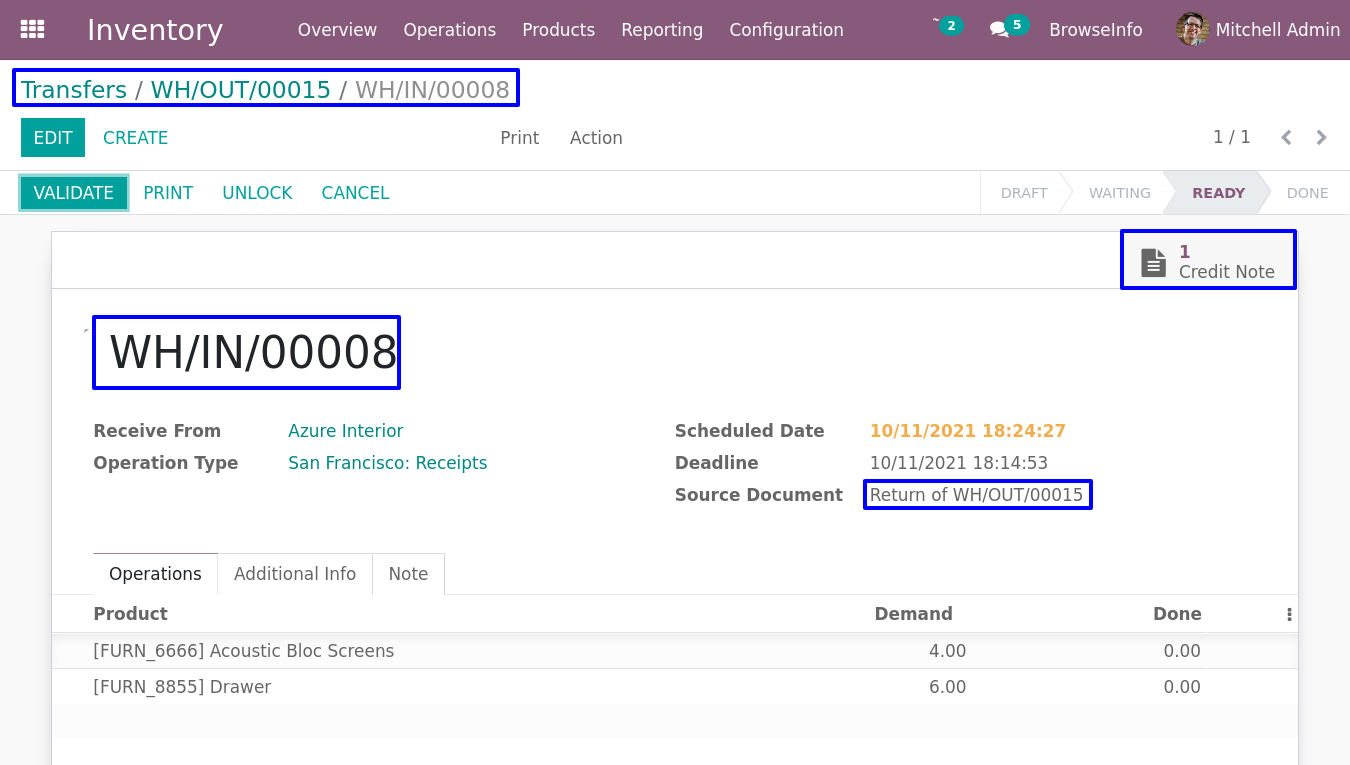 Inventory Overview Operations Products Reporting Configuration 2 5 BrowseInfo Mitchell Admin
Transfers / WH/OUT/00015 / WH/IN/00008
EDIT CREATE Print Action 1 / 1
VALIDATE PRINT UNLOCK CANCEL DRAFT WAITING READY DONE
1
Credit Note
WH/IN/00008
Receive From Azure Interior Scheduled Date 10/11/2021 18:24:27
Operation Type San Francisco: Receipts Deadline 10/11/2021 18:14:53
Source Document Return of WH/OUT/00015
Operations Additional Info Note
Product Demand Done
[FURN_6666] Acoustic Bloc Screens 4.00 0.00
[FURN_8855] Drawer 6.00 0.00